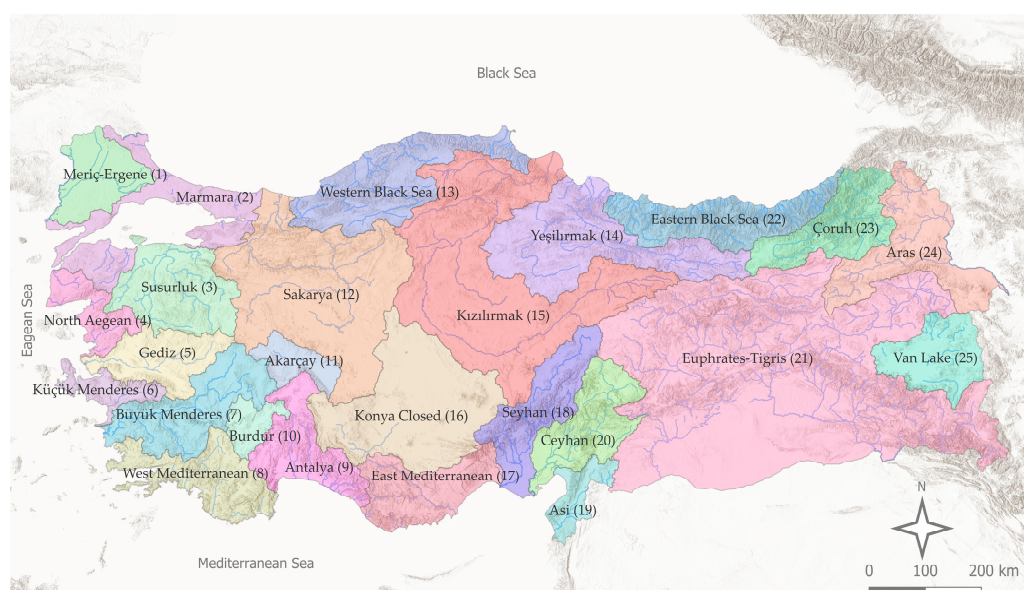 Black Sea
Meriç-Ergene (1)
Marmara (2)
Western Black Sea (13)
Eastern Black Sea (22)
Çoruh (23)
Yeşilırmak (14)
Aras (24)
Susurluk (3)
Sakarya (12)
Kızılırmak (15)
North Aegean (4)
Eagean Sea
Gediz (5)
Akarçay (11)
Euphrates-Tigris (21)
Van Lake (25)
Küçük Menderes (6)
Büyük Menderes (7)
Konya Closed (16)
Seyhan (18)
Burdur (10)
Ceyhan (20)
Antalya (9)
West Mediterranean (8)
East Mediterranean (17)
Asi (19)
N
Mediterranean Sea
0 100 200 km